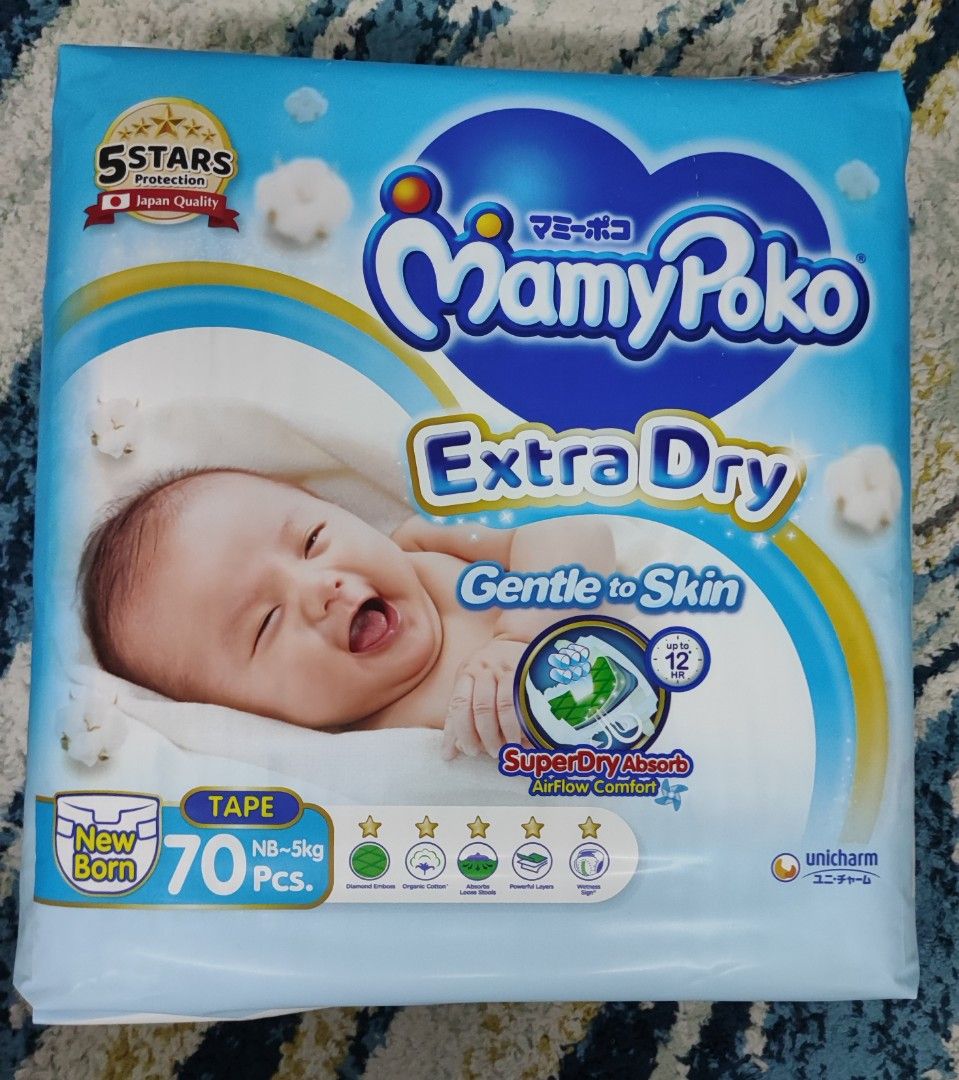 5STARS
Protection
Japan Quality
マミーポコ
MamyPoko®
Extra Dry
Gentle to Skin
up to
12*
HR
SuperDry Absorb
AirFlow Comfort
TAPE
New
Born
70
NB~5kg
Pcs.
Diamond Emboss
Organic Cotton*
Absorbs
Loose Stools
Powerful Layers
Wetness
Sign*
unicharm
ユニ・チャーム